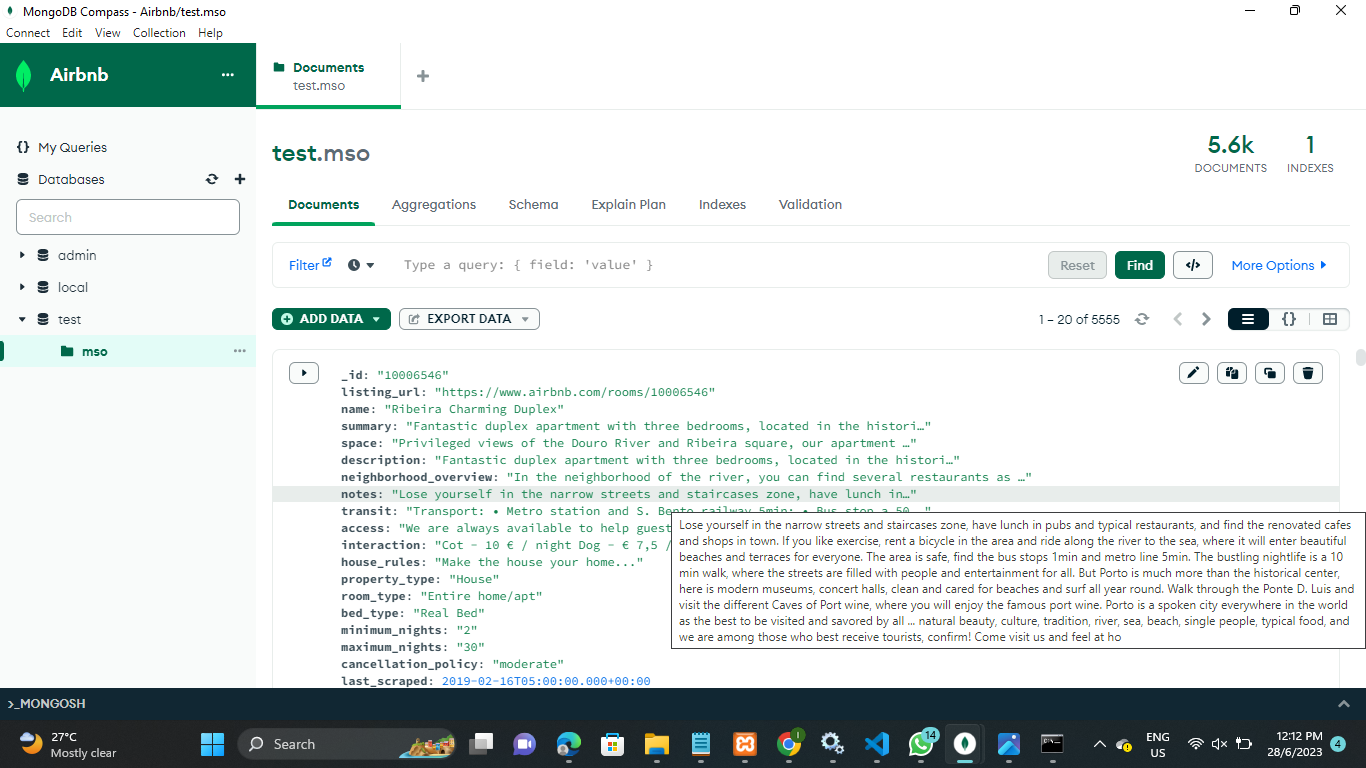 MongoDB Compass - Airbnb/test.mso
Connect Edit View Collection Help
Airbnb
Documents
test.mso
{} My Queries
Databases
Search
admin
local
test
mso
test.mso
5.6k
DOCUMENTS
1
INDEXES
Documents Aggregations Schema Explain Plan Indexes Validation
Filter Type a query: { field: 'value' } Reset Find </> More Options
ADD DATA EXPORT DATA 1 – 20 of 5555 {}
_id: "10006546"
listing_url: "https://www.airbnb.com/rooms/10006546"
name: "Ribeira Charming Duplex"
summary: "Fantastic duplex apartment with three bedrooms, located in the histori…"
space: "Privileged views of the Douro River and Ribeira square, our apartment …"
description: "Fantastic duplex apartment with three bedrooms, located in the histori…"
neighborhood_overview: "In the neighborhood of the river, you can find several restaurants as …"
notes: "Lose yourself in the narrow streets and staircases zone, have lunch in…"
transit: "Transport: • Metro station and S. Bento railway 5min; • Bus stop a 50 …"
access: "We are always available to help guest
interaction: "Cot - 10 € / night Dog - € 7,5 /
house_rules: "Make the house your home..."
property_type: "House"
room_type: "Entire home/apt"
bed_type: "Real Bed"
minimum_nights: "2"
maximum_nights: "30"
cancellation_policy: "moderate"
last_scraped: 2019-02-16T05:00:00.000+00:00
Lose yourself in the narrow streets and staircases zone, have lunch in pubs and typical restaurants, and find the renovated cafes
and shops in town. If you like exercise, rent a bicycle in the area and ride along the river to the sea, where it will enter beautiful
beaches and terraces for everyone. The area is safe, find the bus stops 1min and metro line 5min. The bustling nightlife is a 10
min walk, where the streets are filled with people and entertainment for all. But Porto is much more than the historical center,
here is modern museums, concert halls, clean and cared for beaches and surf all year round. Walk through the Ponte D. Luis and
visit the different Caves of Port wine, where you will enjoy the famous port wine. Porto is a spoken city everywhere in the world
as the best to be visited and savored by all ... natural beauty, culture, tradition, river, sea, beach, single people, typical food, and
we are among those who best receive tourists, confirm! Come visit us and feel at ho
>_MONGOSH
27°C
Mostly clear
Search
14
ENG
US
12:12 PM
28/6/2023
4